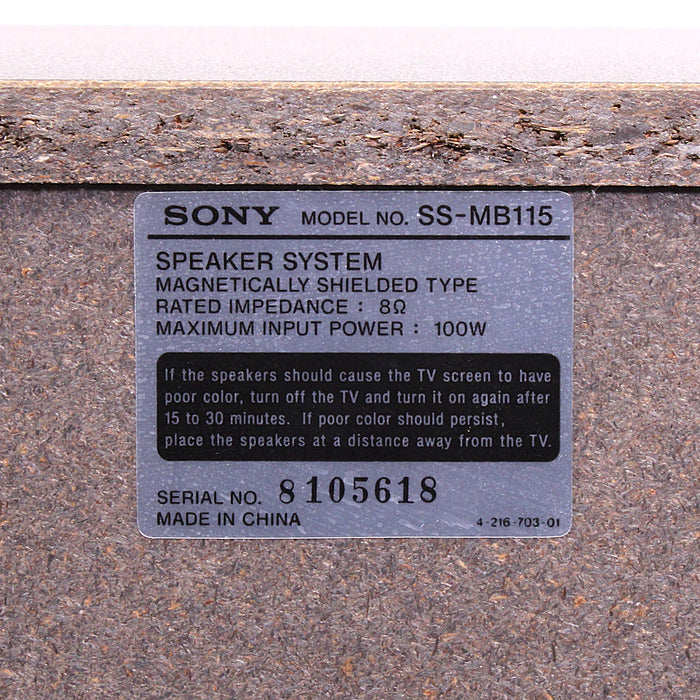 SONY MODEL NO. SS-MB115
SPEAKER SYSTEM
MAGNETICALLY SHIELDED TYPE
RATED IMPEDANCE : 8Ω
MAXIMUM INPUT POWER : 100W
If the speakers should cause the TV screen to have
poor color, turn off the TV and turn it on again after
15 to 30 minutes. If poor color should persist,
place the speakers at a distance away from the TV.
SERIAL NO. 8105618
MADE IN CHINA 4-216-703-01